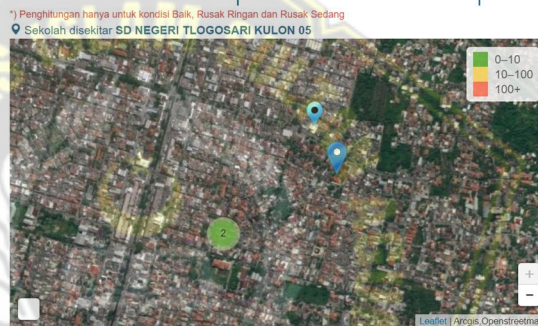 *) Penghitungan hanya untuk kondisi Baik, Rusak Ringan dan Rusak Sedang
Sekolah disekitar SD NEGERI TLOGOSARI KULON 05
0–10
10–100
100+
2
+
−
Leaflet | Arcgis,Openstreetma